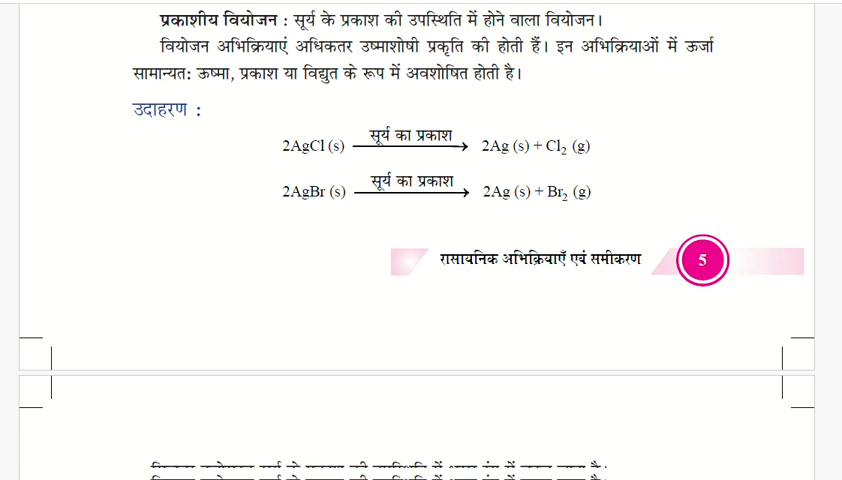 प्रकाशीय वियोजन : सूर्य के प्रकाश की उपस्थिति में होने वाला वियोजन।
वियोजन अभिक्रियाएं अधिकतर उष्माशोषी प्रकृति की होती हैं। इन अभिक्रियाओं में ऊर्जा
सामान्यत: ऊष्मा, प्रकाश या विद्युत के रूप में अवशोषित होती है।
उदाहरण :
सूर्य का प्रकाश
2AgCl (s) ⟶ 2Ag (s) + Cl₂ (g)
सूर्य का प्रकाश
2AgBr (s) ⟶ 2Ag (s) + Br₂ (g)
रासायनिक अभिक्रियाएँ एवं समीकरण 5